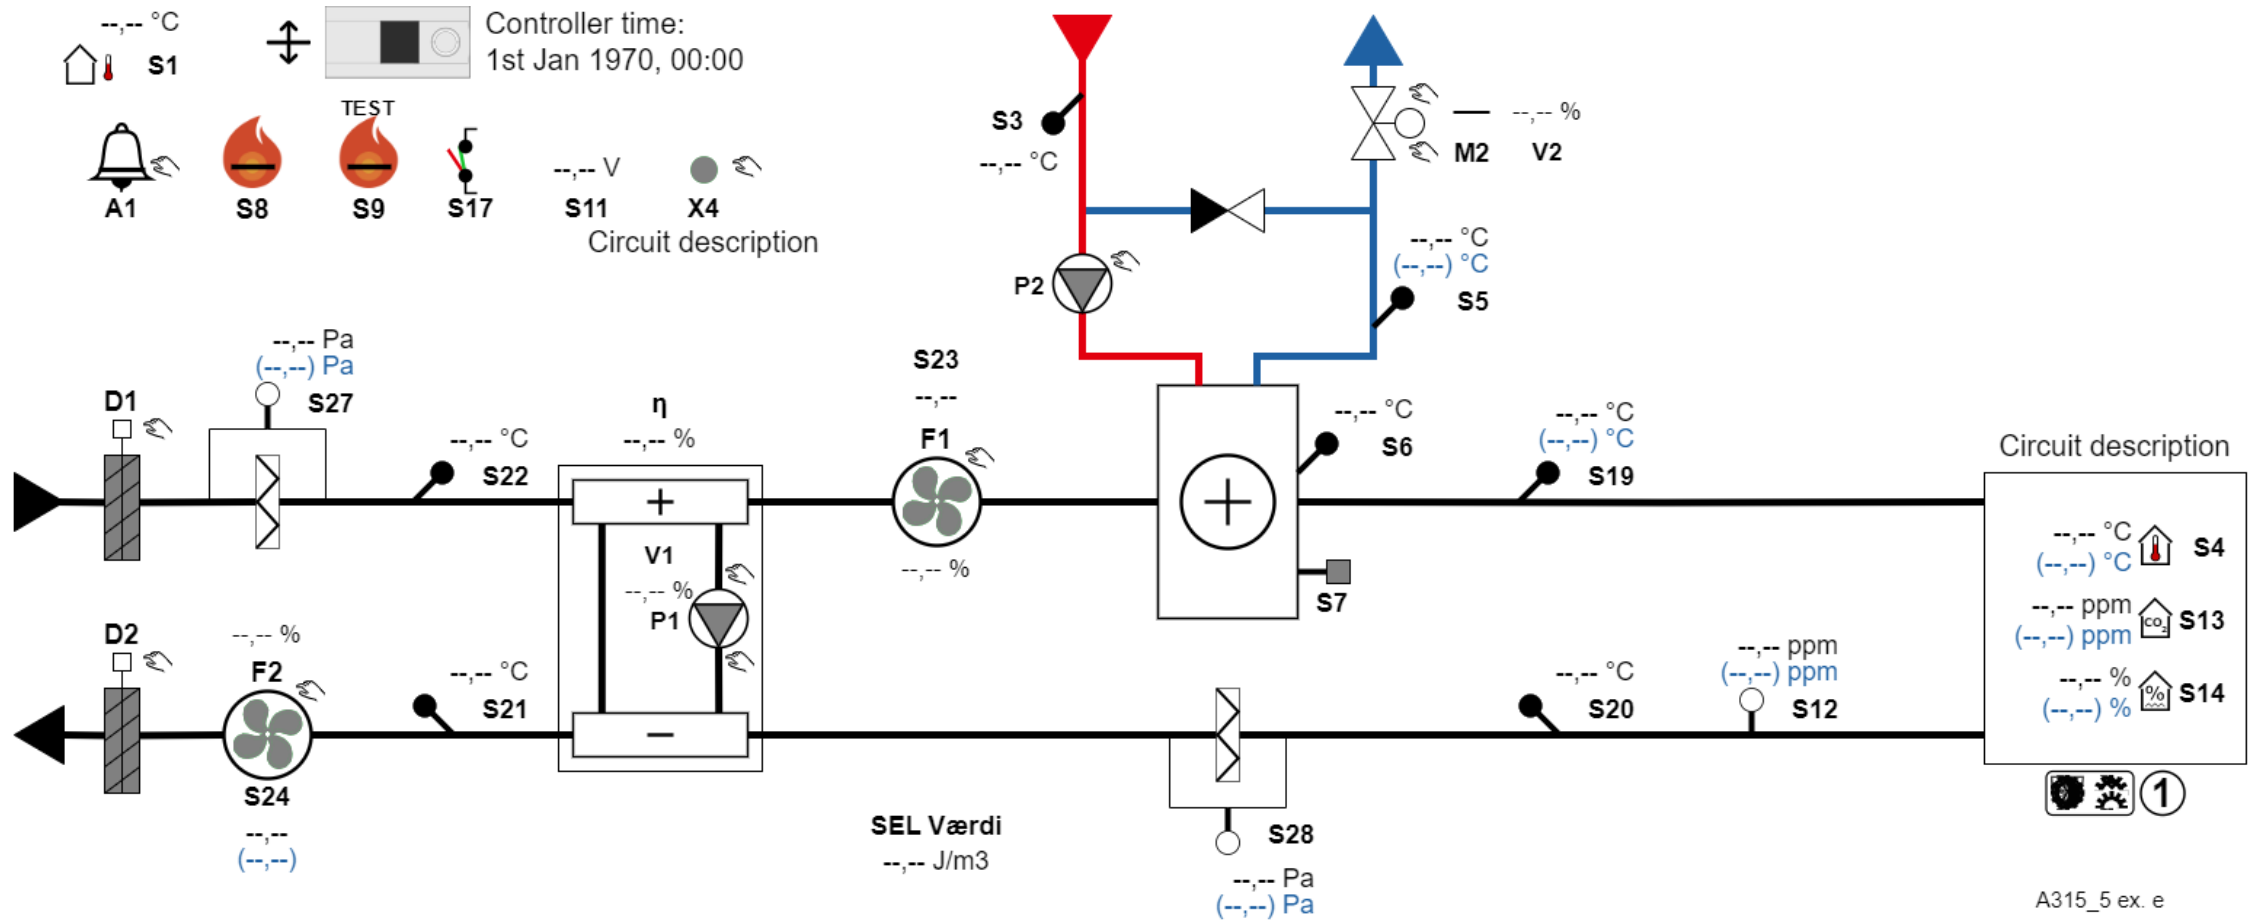 --,-- °C
S1
Controller time:
1st Jan 1970, 00:00
TEST
A1
S8
S9
S17
--,-- V
S11
X4
Circuit description
S3
--,-- °C
--,-- %
M2
V2
P2
--,-- °C
(--,--) °C
S5
--,-- Pa
(--,--) Pa
S27
D1
--,-- °C
S22
η
--,-- %
+
V1
--,-- %
P1
−
S23
--,--
F1
--,-- %
+
--,-- °C
S6
S7
--,-- °C
(--,--) °C
S19
Circuit description
--,-- °C
(--,--) °C
S4
--,-- ppm
(--,--) ppm
CO₂
S13
--,-- %
(--,--) %
%
S14
D2
--,-- %
F2
S24
--,--
(--,--)
--,-- °C
S21
--,-- °C
S20
--,-- ppm
(--,--) ppm
S12
SEL Værdi
--,-- J/m3
S28
--,-- Pa
(--,--) Pa
1
A315_5 ex. e